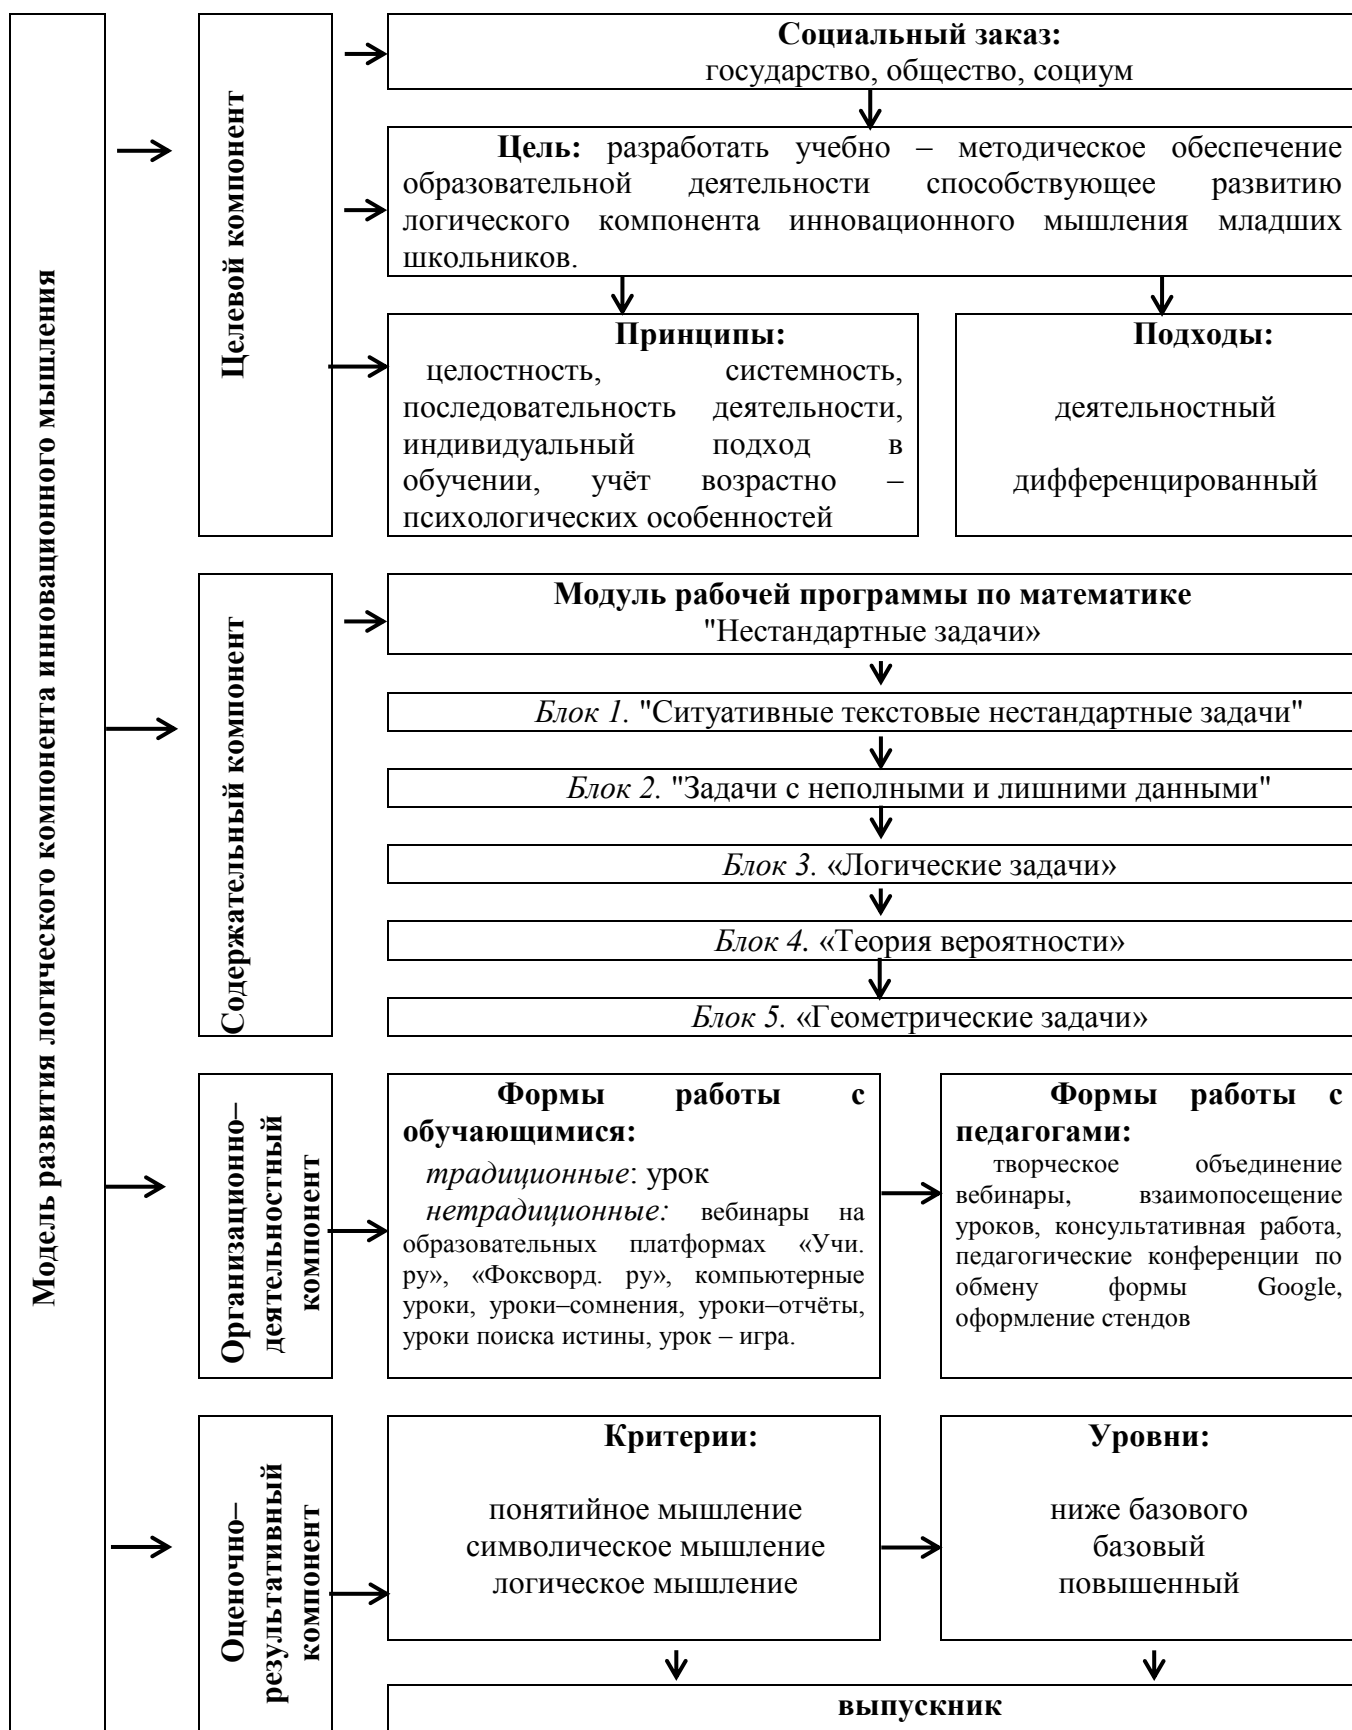 Модель развития логического компонента инновационного мышления
Целевой компонент
Социальный заказ:
государство, общество, социум
Цель: разработать учебно – методическое обеспечение
образовательной деятельности способствующее развитию
логического компонента инновационного мышления младших
школьников.
Принципы:
целостность, системность,
последовательность деятельности,
индивидуальный подход в
обучении, учёт возрастно –
психологических особенностей
Подходы:
деятельностный
дифференцированный
Содержательный компонент
Модуль рабочей программы по математике
"Нестандартные задачи»
Блок 1. "Ситуативные текстовые нестандартные задачи"
Блок 2. "Задачи с неполными и лишними данными"
Блок 3. «Логические задачи»
Блок 4. «Теория вероятности»
Блок 5. «Геометрические задачи»
Организационно–
деятельностный
компонент
Формы работы с
обучающимися:
традиционные: урок
нетрадиционные: вебинары на
образовательных платформах «Учи.
ру», «Фоксворд. ру», компьютерные
уроки, уроки–сомнения, уроки–отчёты,
уроки поиска истины, урок – игра.
Формы работы с
педагогами:
творческое объединение
вебинары, взаимопосещение
уроков, консультативная работа,
педагогические конференции по
обмену формы Google,
оформление стендов
Оценочно–
результативный
компонент
Критерии:
понятийное мышление
символическое мышление
логическое мышление
Уровни:
ниже базового
базовый
повышенный
выпускник